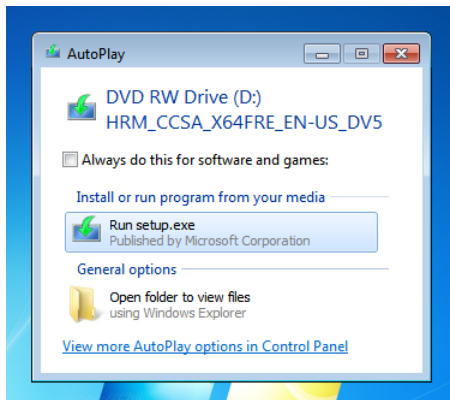 AutoPlay
DVD RW Drive (D:)
HRM_CCSA_X64FRE_EN-US_DV5
Always do this for software and games:
Install or run program from your media
Run setup.exe
Published by Microsoft Corporation
General options
Open folder to view files
using Windows Explorer
View more AutoPlay options in Control Panel